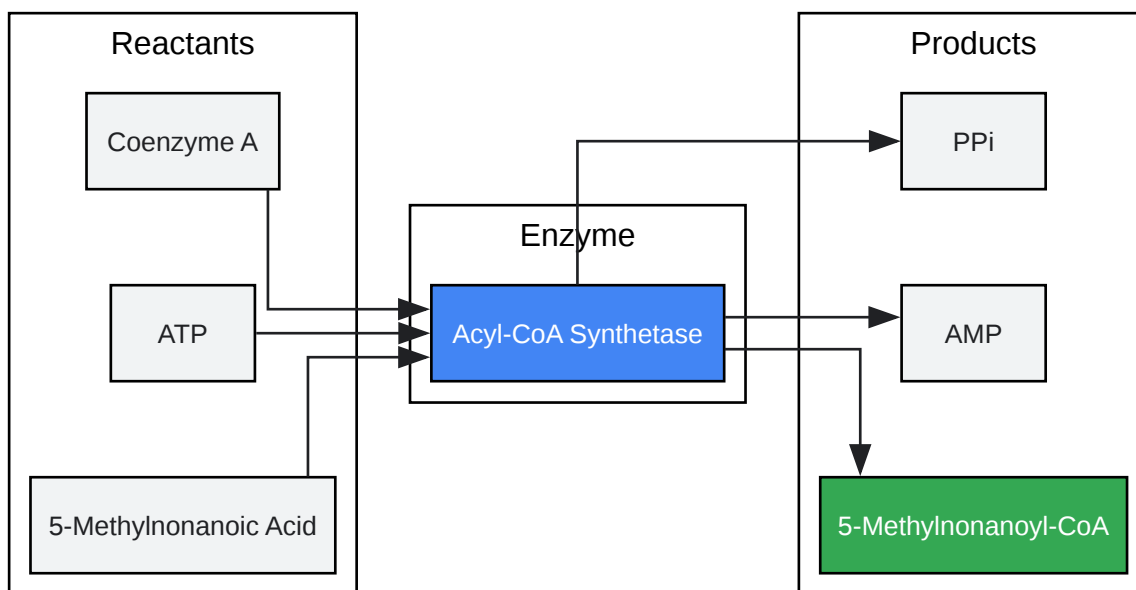 Reactants
Coenzyme A
ATP
5-Methylnonanoic Acid
Enzyme
Acyl-CoA Synthetase
Products
PPi
AMP
5-Methylnonanoyl-CoA